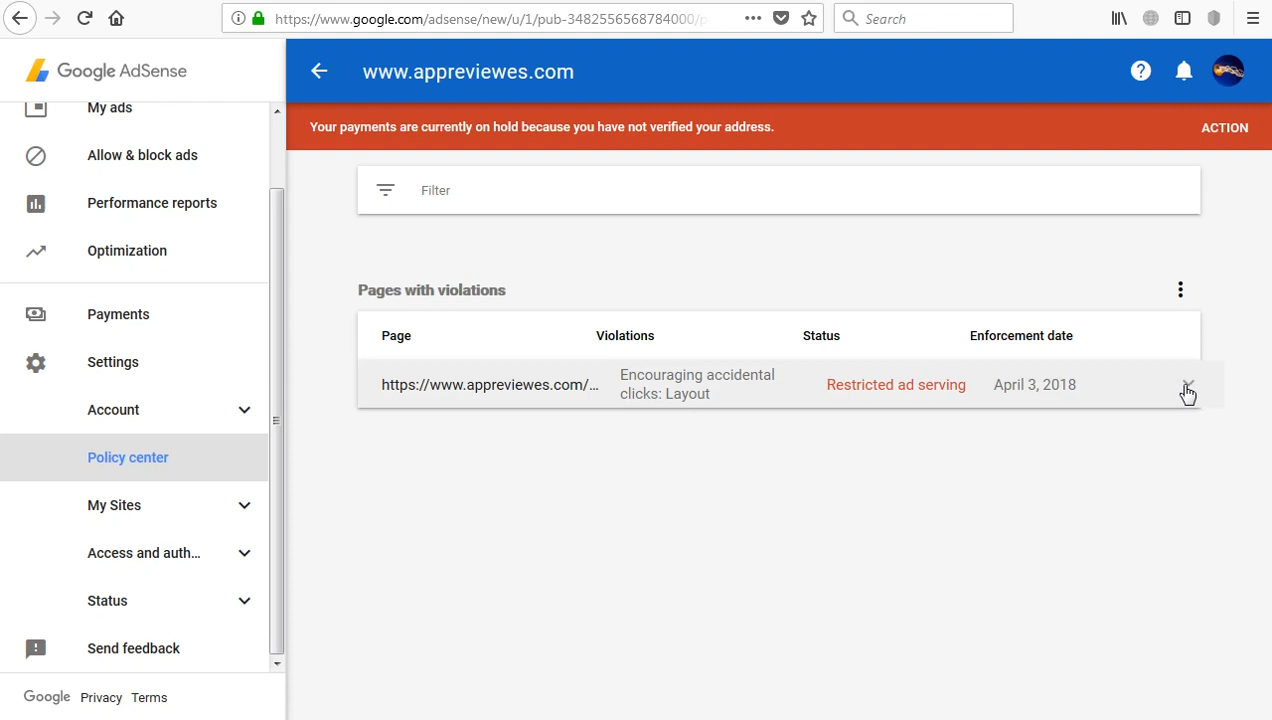 https://www.google.com/adsense/new/u/1/pub-3482556568784000/p
Search
Google AdSense
www.appreviewes.com
Your payments are currently on hold because you have not verified your address.
ACTION
My ads
Allow & block ads
Performance reports
Optimization
Payments
Settings
Account
Policy center
My Sites
Access and auth...
Status
Send feedback
Google Privacy Terms
Filter
Pages with violations
Page Violations Status Enforcement date
https://www.appreviewes.com/... Encouraging accidental clicks: Layout Restricted ad serving April 3, 2018